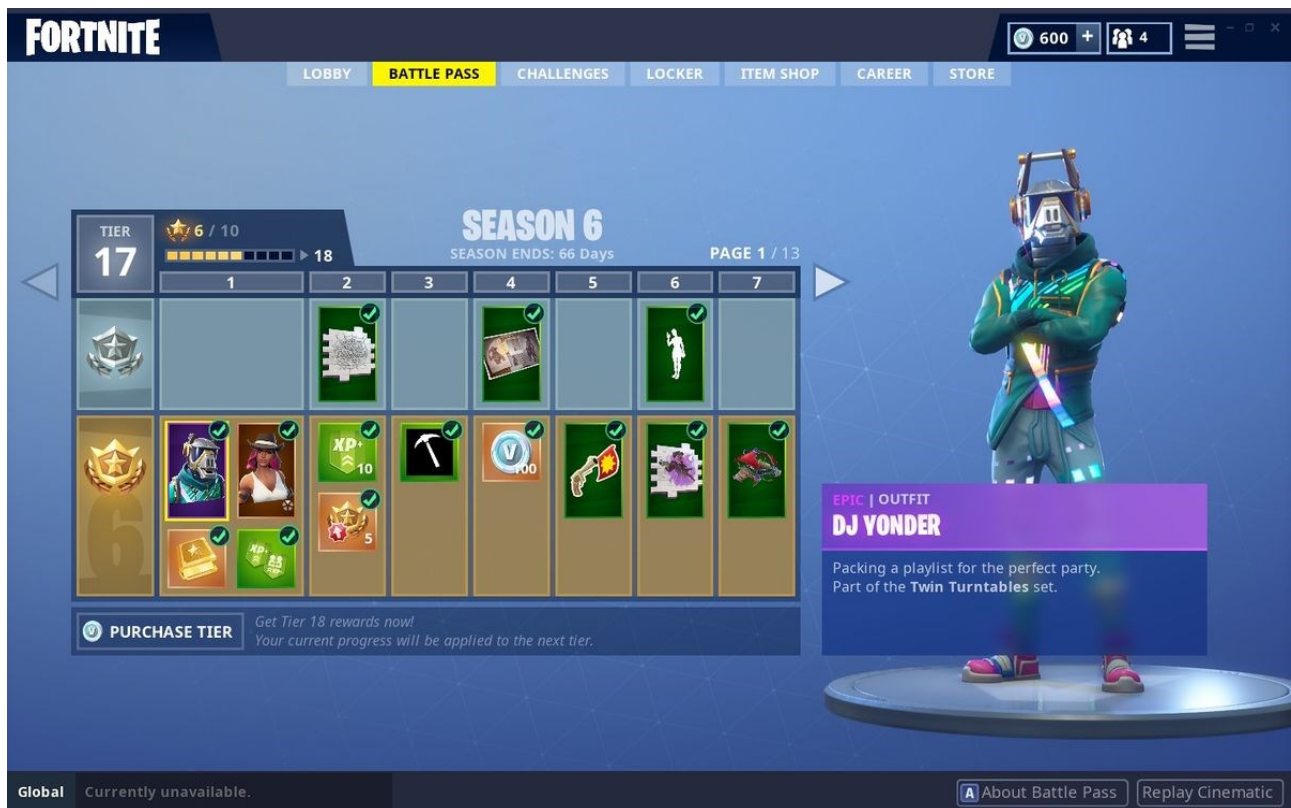 FORTNITE
600 +
4
LOBBY
BATTLE PASS
CHALLENGES
LOCKER
ITEM SHOP
CAREER
STORE
TIER
17
6 / 10
18
SEASON 6
SEASON ENDS: 66 Days
PAGE 1 / 13
1 2 3 4 5 6 7
XP+
10
V
100
XP+
5
6
PURCHASE TIER
Get Tier 18 rewards now!
Your current progress will be applied to the next tier.
EPIC | OUTFIT
DJ YONDER
Packing a playlist for the perfect party.
Part of the Twin Turntables set.
Global
Currently unavailable.
A About Battle Pass
Replay Cinematic